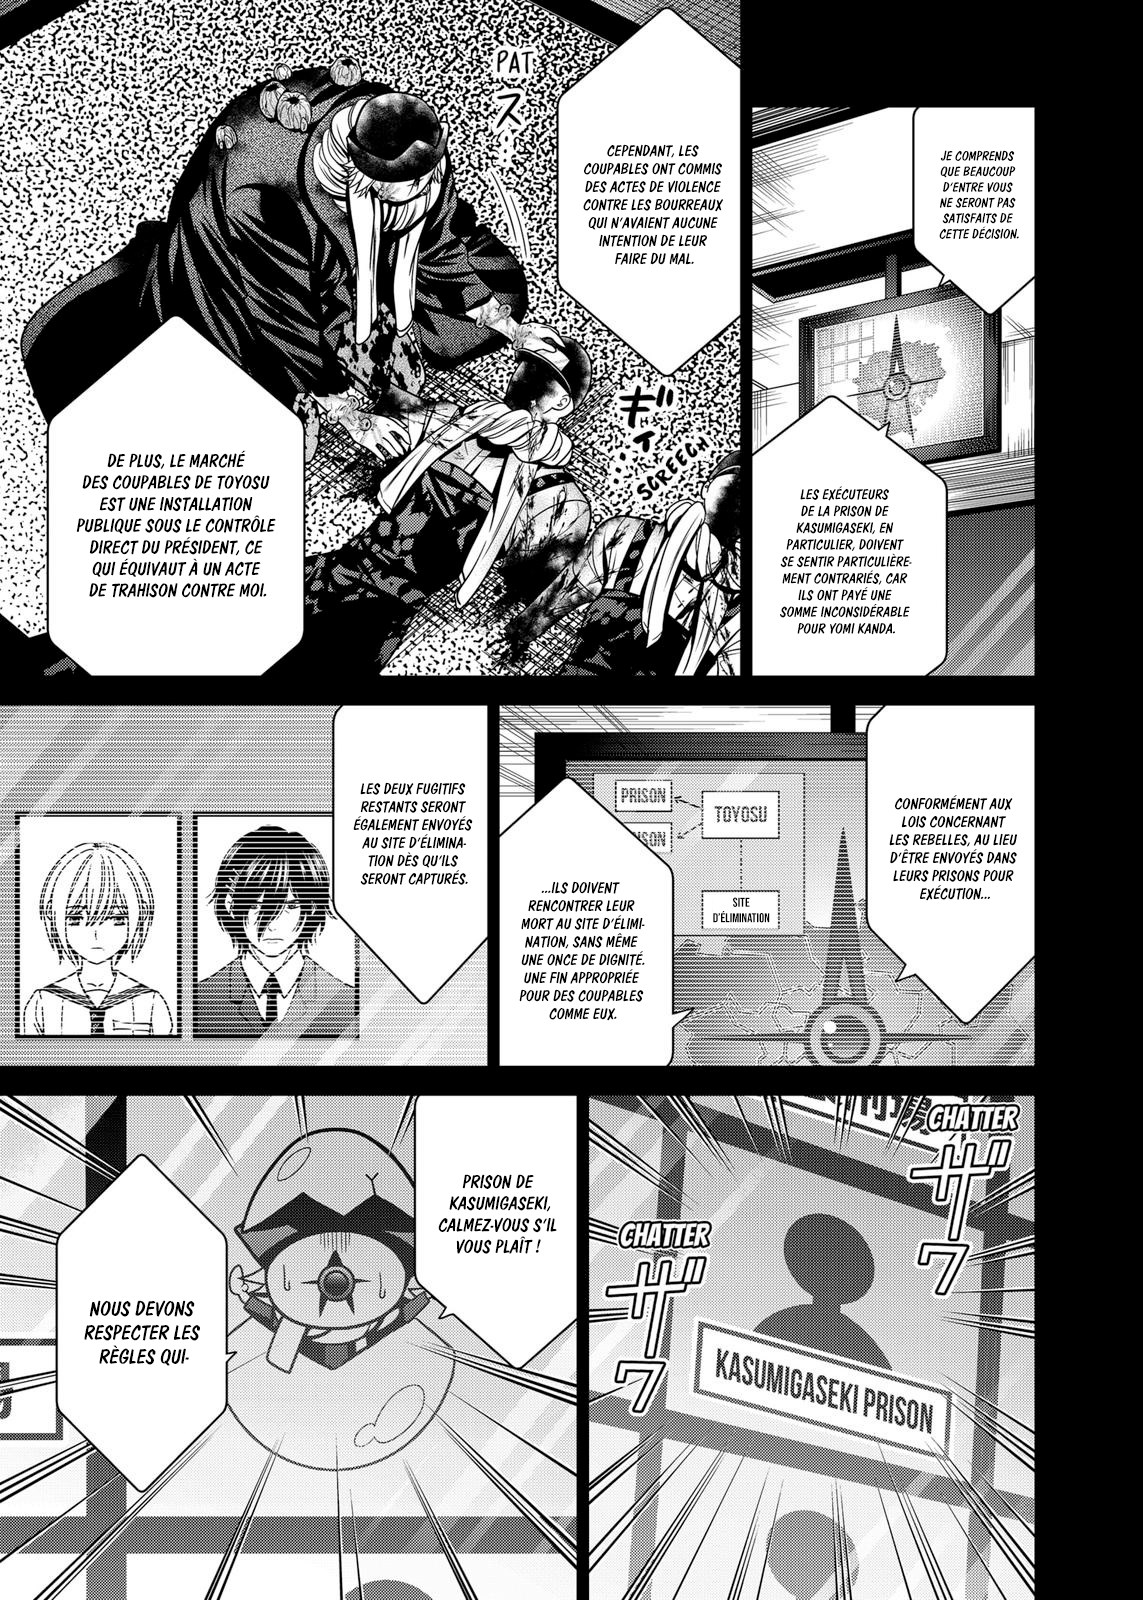 JE COMPRENDS
QUE BEAUCOUP
D'ENTRE VOUS
NE SERONT PAS
SATISFAITS DE
CETTE DÉCISION.
LES EXÉCUTEURS
DE LA PRISON DE
KASUMIGASEKI, EN
PARTICULIER, DOIVENT
SE SENTIR PARTICULIÈRE-
MENT CONTRARIÉS, CAR
ILS ONT PAYÉ UNE
SOMME INCONSIDÉRABLE
POUR YOMI KANDA.
PAT
ス
CEPENDANT, LES
COUPABLES ONT COMMIS
DES ACTES DE VIOLENCE
CONTRE LES BOURREAUX
QUI N'AVAIENT AUCUNE
INTENTION DE LEUR
FAIRE DU MAL.
ギイ...
SCREECH
DE PLUS, LE MARCHÉ
DES COUPABLES DE TOYOSU
EST UNE INSTALLATION
PUBLIQUE SOUS LE CONTRÔLE
DIRECT DU PRÉSIDENT, CE
QUI ÉQUIVAUT À UN ACTE
DE TRAHISON CONTRE MOI.
CONFORMÉMENT AUX
LOIS CONCERNANT
LES REBELLES, AU LIEU
D'ÊTRE ENVOYÉS DANS
LEURS PRISONS POUR
EXÉCUTION...
PRISON
TOYOSU
SITE
D'ÉLIMINATION
...ILS DOIVENT
RENCONTRER LEUR
MORT AU SITE D'ÉLIMI-
NATION, SANS MÊME
UNE ONCE DE DIGNITÉ.
UNE FIN APPROPRIÉE
POUR DES COUPABLES
COMME EUX.
LES DEUX FUGITIFS
RESTANTS SERONT
ÉGALEMENT ENVOYÉS
AU SITE D'ÉLIMINA-
TION DÈS QU'ILS
SERONT CAPTURÉS.
CHATTER
ザワ
CHATTER
ザワ
KASUMIGASEKI PRISON
PRISON DE
KASUMIGASEKI,
CALMEZ-VOUS S'IL
VOUS PLAÎT !
NOUS DEVONS
RESPECTER LES
RÈGLES QUI-